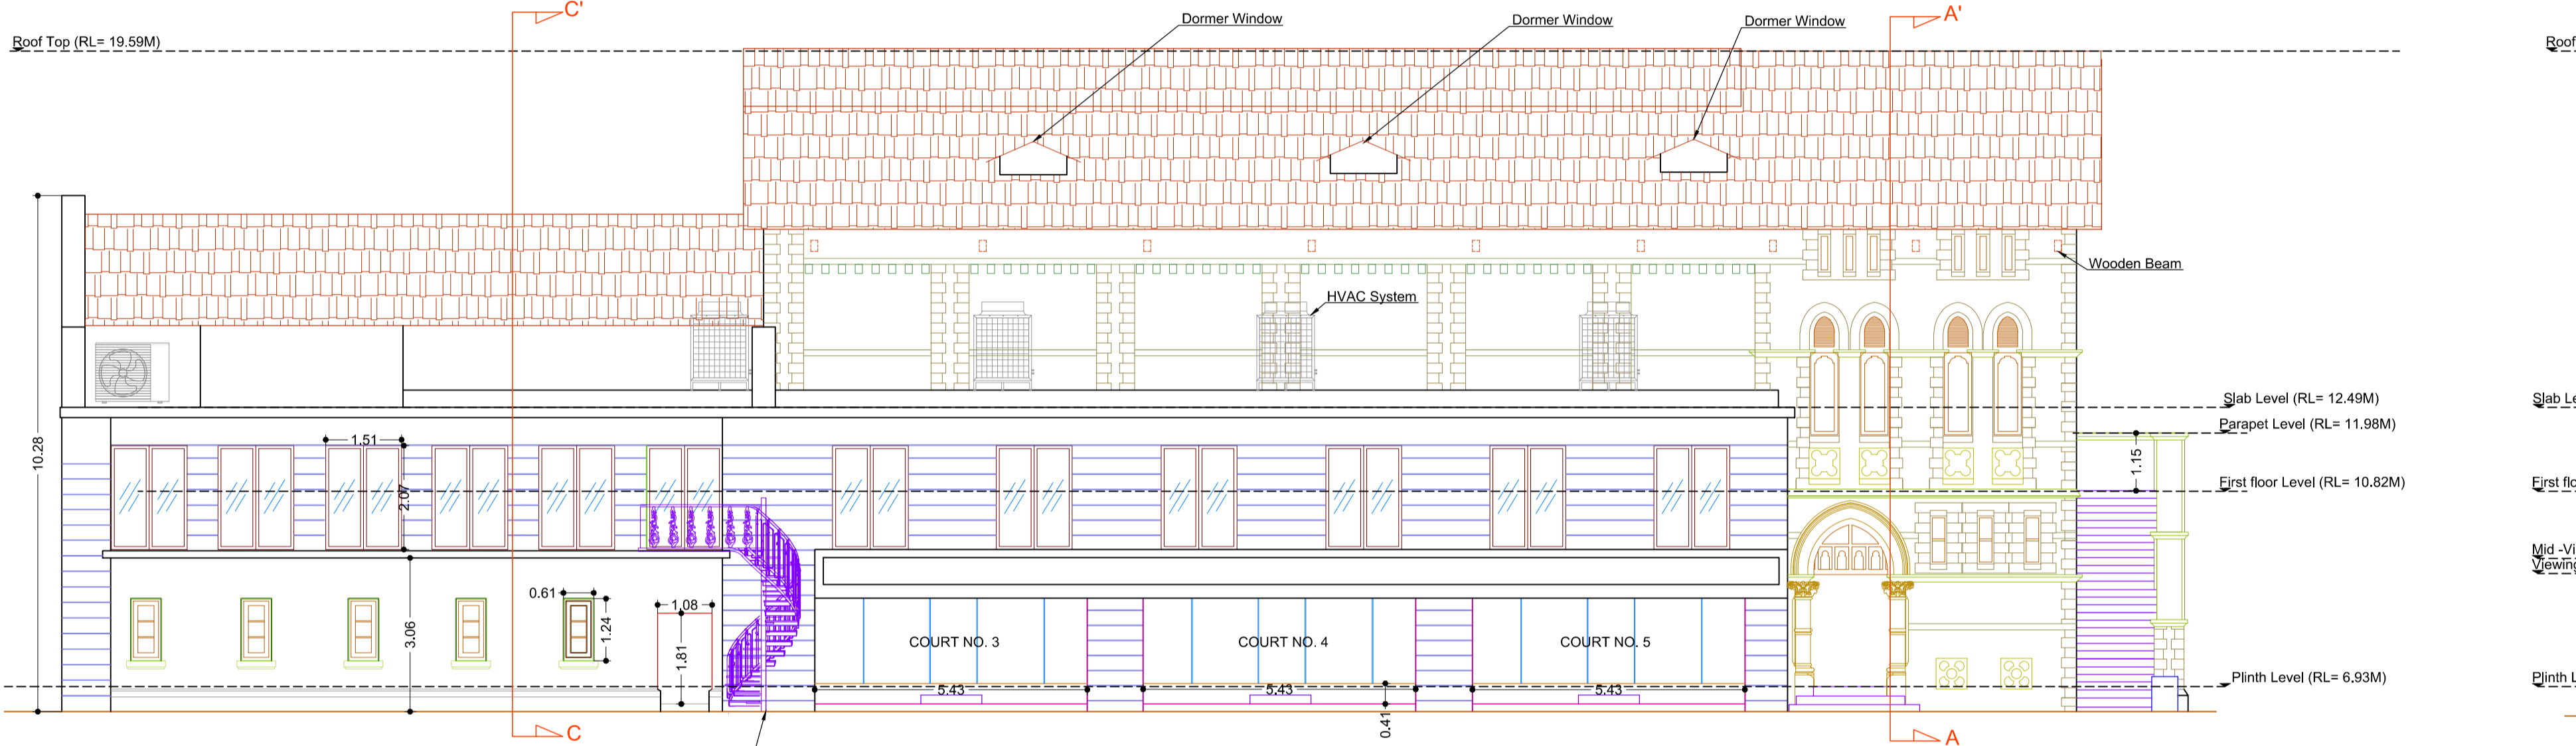 C'
A'
Dormer Window
Dormer Window
Dormer Window
Roof Top (RL= 19.59M)
Roof
Wooden Beam
HVAC System
Slab Level (RL= 12.49M)
Slab Le
Parapet Level (RL= 11.98M)
10.28
1.51
2.07
1.15
First floor Level (RL= 10.82M)
First flo
Mid -Vi
Viewing
0.61
1.08
1.24
3.06
1.81
COURT NO. 3
COURT NO. 4
COURT NO. 5
Plinth Level (RL= 6.93M)
Plinth L
5.43
5.43
5.43
0.41
C
A